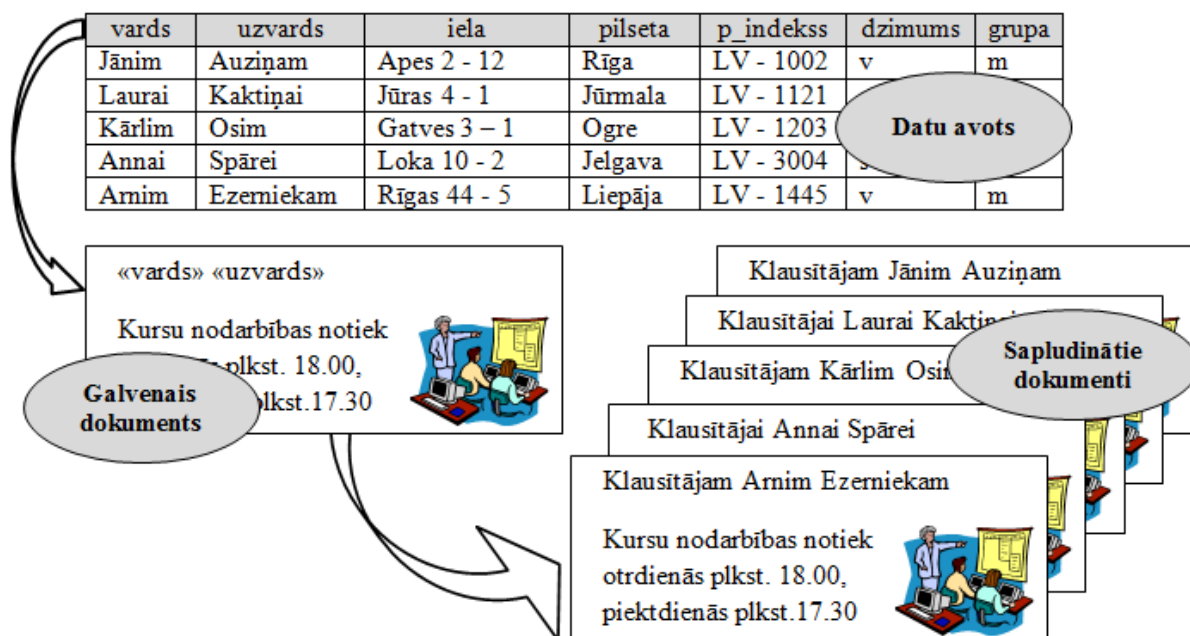 vards uzvards iela pilseta p_indekss dzimums grupa
Jānim Auziņam Apes 2 - 12 Rīga LV - 1002 v m
Laurai Kaktiņai Jūras 4 - 1 Jūrmala LV - 1121
Kārlim Osim Gatves 3 – 1 Ogre LV - 1203
Annai Spārei Loka 10 - 2 Jelgava LV - 3004
Arnim Ezerniekam Rīgas 44 - 5 Liepāja LV - 1445 v m
Datu avots
«vards» «uzvards»
Kursu nodarbības notiek
plkst. 18.00,
plkst.17.30
Galvenais
dokuments
Klausītājam Jānim Auziņam
Klausītājai Laurai Kaktiņai
Klausītājam Kārlim Osim
Klausītājai Annai Spārei
Klausītājam Arnim Ezerniekam
Kursu nodarbības notiek
otrdienās plkst. 18.00,
piektdienās plkst.17.30
Sapludinātie
dokumenti